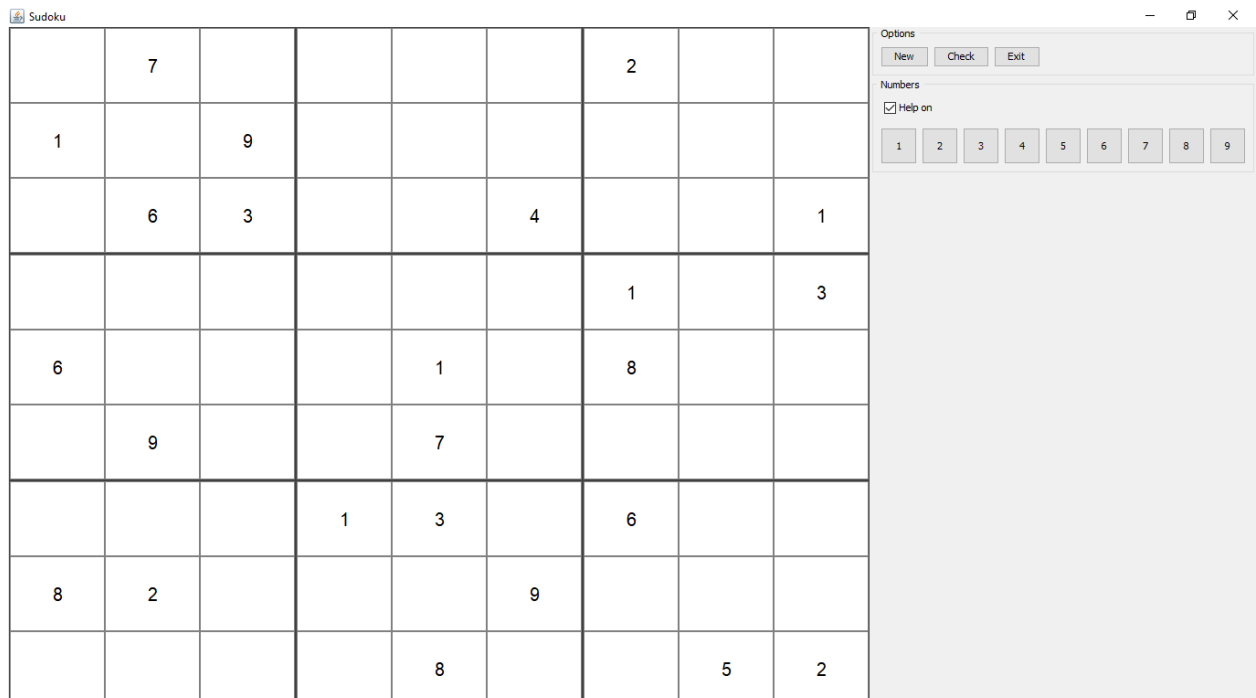 Sudoku
Options
New Check Exit
Numbers
Help on
1 2 3 4 5 6 7 8 9
7 2
1 9
6 3 4 1
1 3
6 1 8
9 7
1 3 6
8 2 9
8 5 2